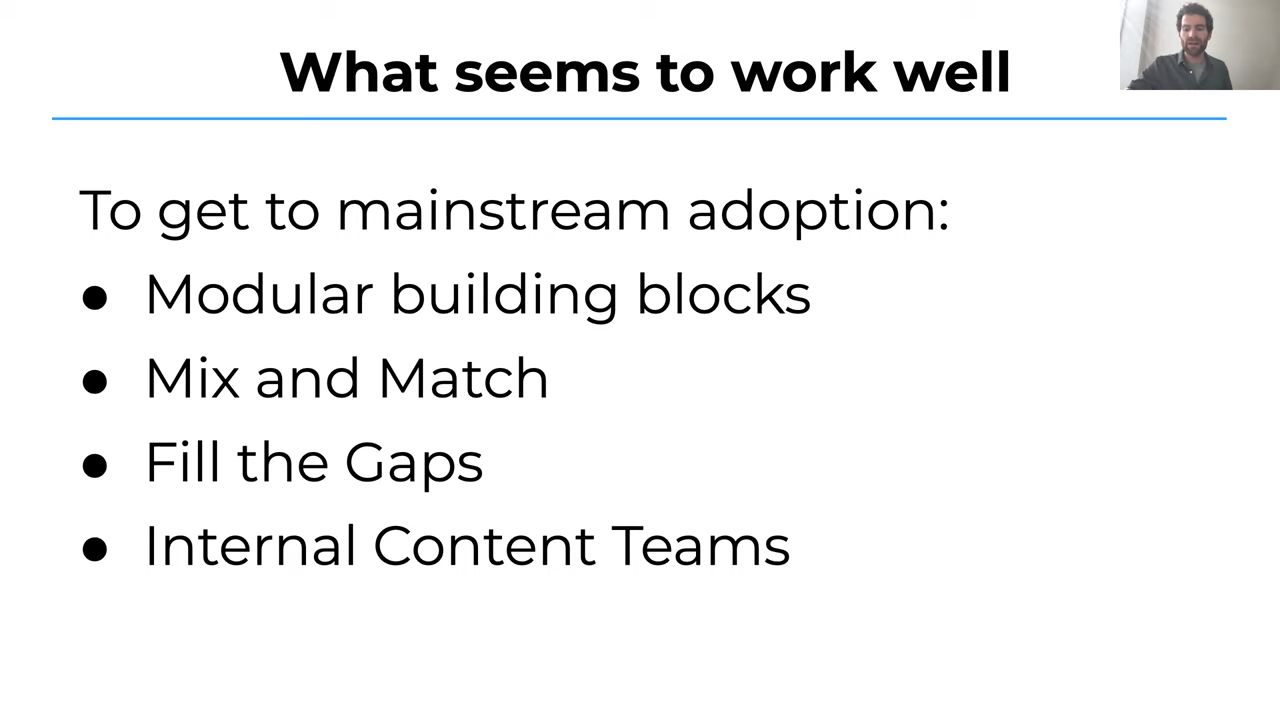 What seems to work well
To get to mainstream adoption:
● Modular building blocks
● Mix and Match
● Fill the Gaps
● Internal Content Teams